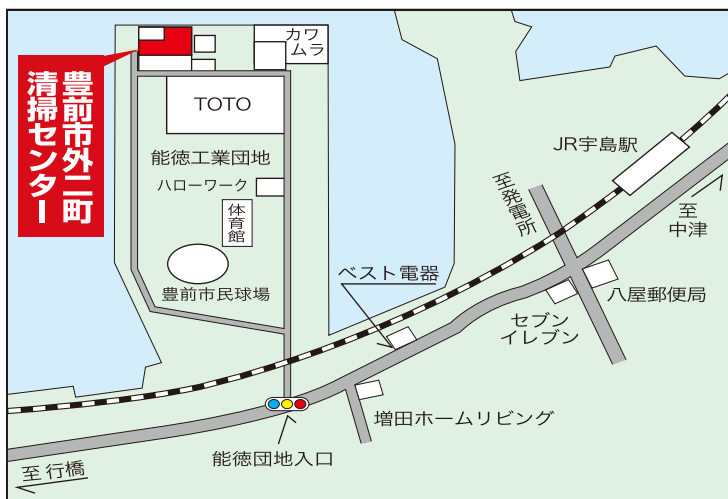 豊前市外二町
清掃センター
カワ
ムラ
TOTO
能徳工業団地
ハローワーク
体育館
豊前市民球場
JR宇島駅
至発電所
至
中津
ベスト電器
八屋郵便局
セブン
イレブン
増田ホームリビング
能徳団地入口
至 行橋